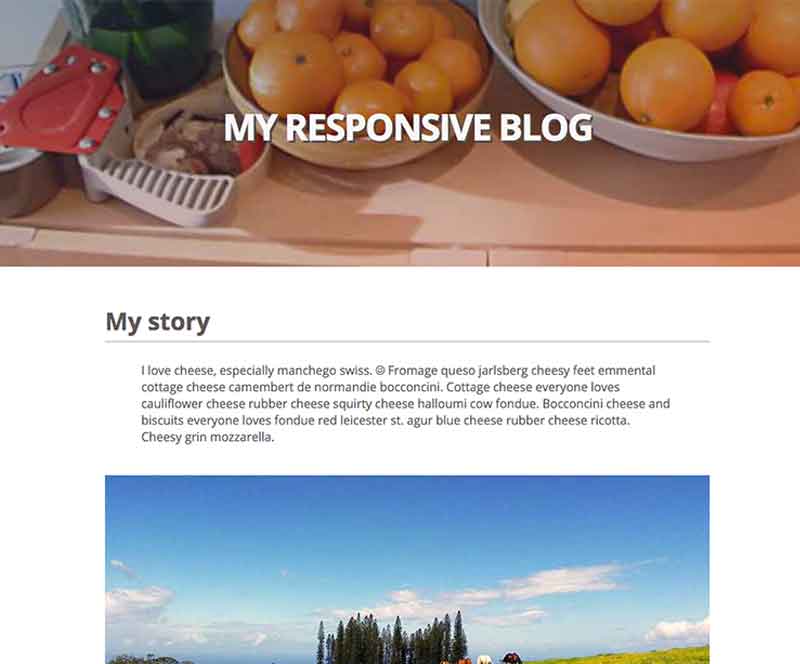 MY RESPONSIVE BLOG
My story
I love cheese, especially manchego swiss. ☺ Fromage queso jarlsberg cheesy feet emmental
cottage cheese camembert de normandie bocconcini. Cottage cheese everyone loves
cauliflower cheese rubber cheese squirty cheese halloumi cow fondue. Bocconcini cheese and
biscuits everyone loves fondue red leicester st. agur blue cheese rubber cheese ricotta.
Cheesy grin mozzarella.